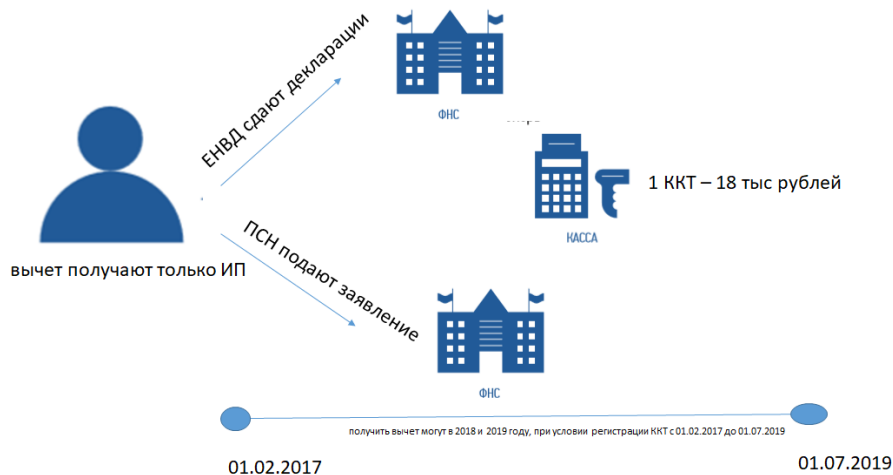 ЕНВД сдают декларации
ФНС
1 ККТ – 18 тыс рублей
КАССА
вычет получают только ИП
ПСН подают заявление
ФНС
получить вычет могут в 2018 и 2019 году, при условии регистрации ККТ с 01.02.2017 до 01.07.2019
01.02.2017
01.07.2019